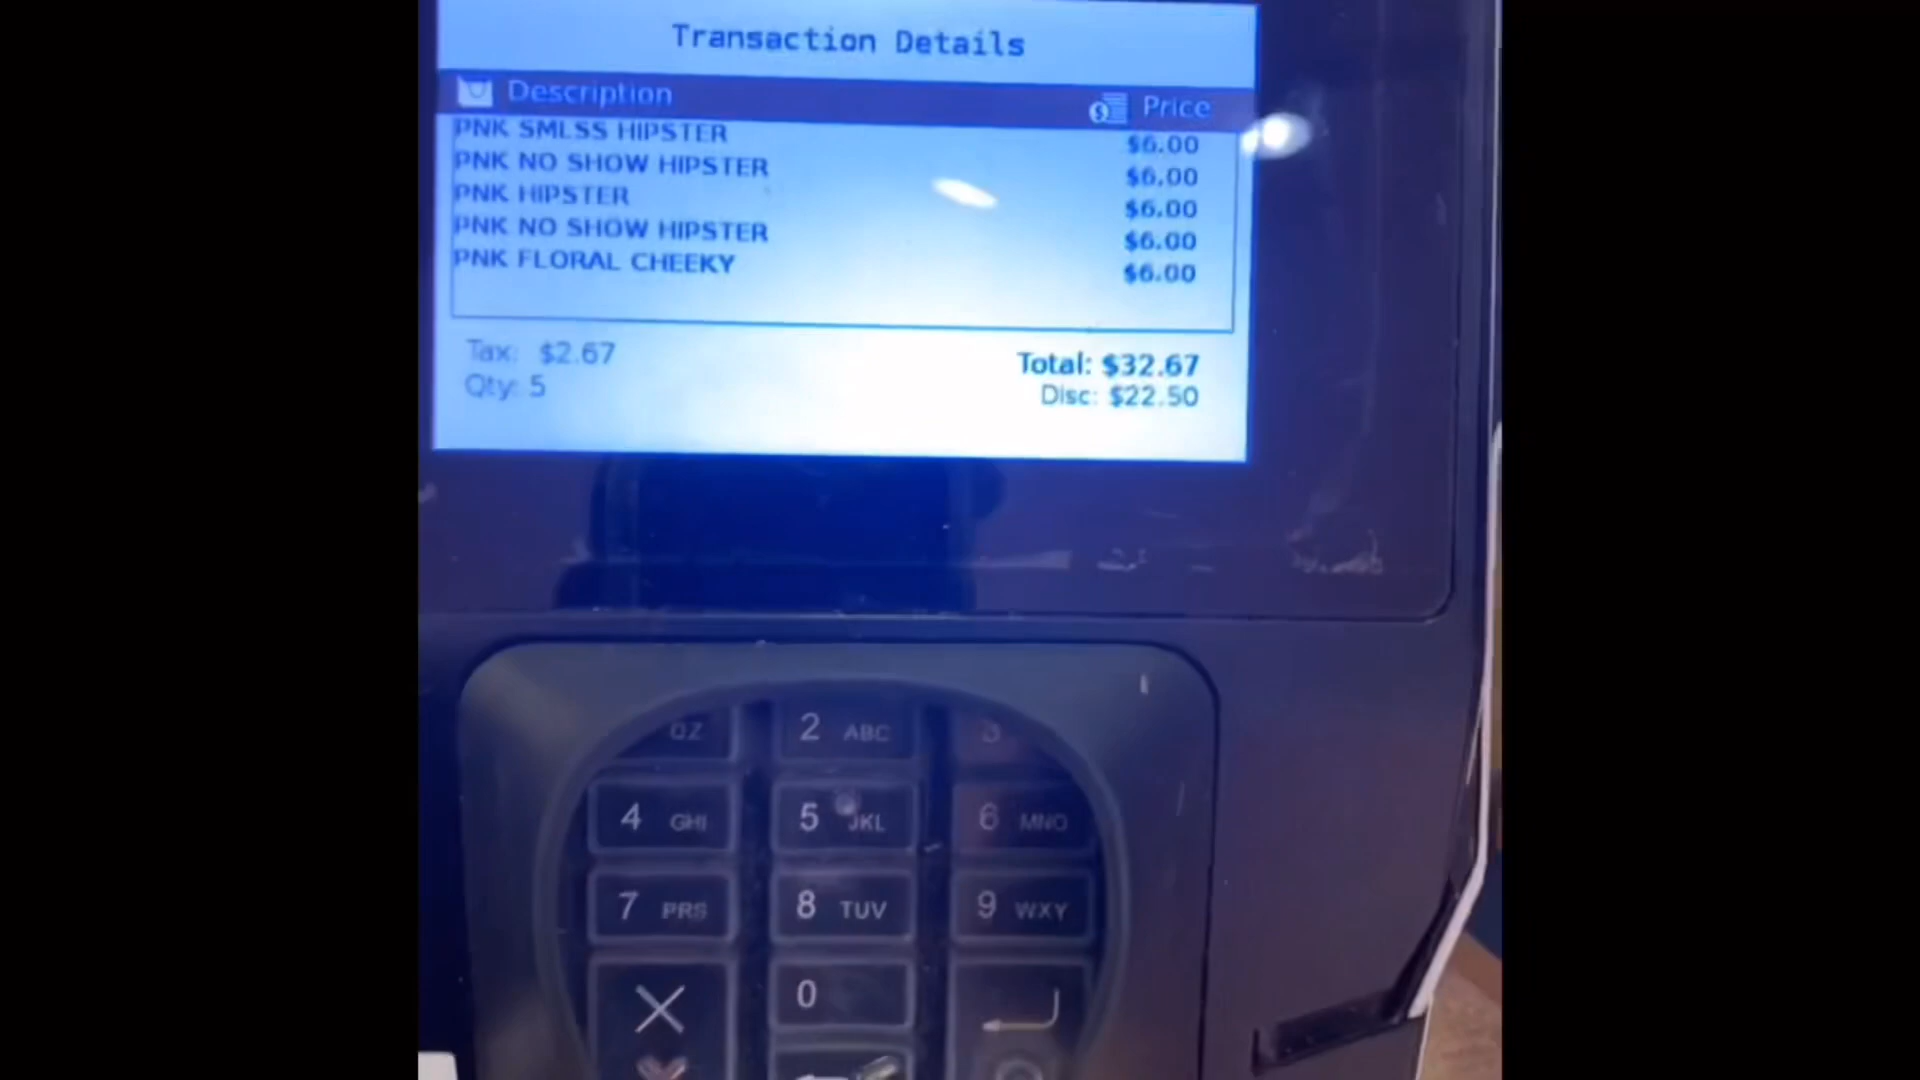 Transaction Details
Description Price
PNK SMLSS HIPSTER $6.00
PNK NO SHOW HIPSTER $6.00
PNK HIPSTER $6.00
PNK NO SHOW HIPSTER $6.00
PNK FLORAL CHEEKY $6.00
Tax: $2.67 Total: $32.67
Qty: 5 Disc: $22.50
QZ 2 ABC 3
4 GHI 5 JKL 6 MNO
7 PRS 8 TUV 9 WXY
0